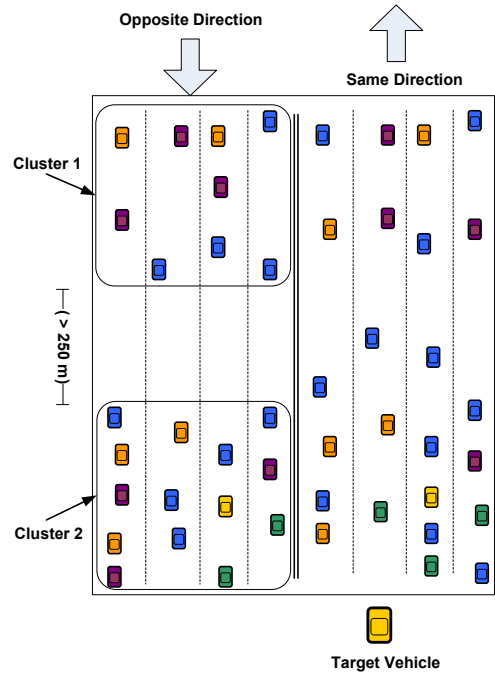 Opposite Direction
Same Direction
Cluster 1
(> 250 m)
Cluster 2
Target Vehicle